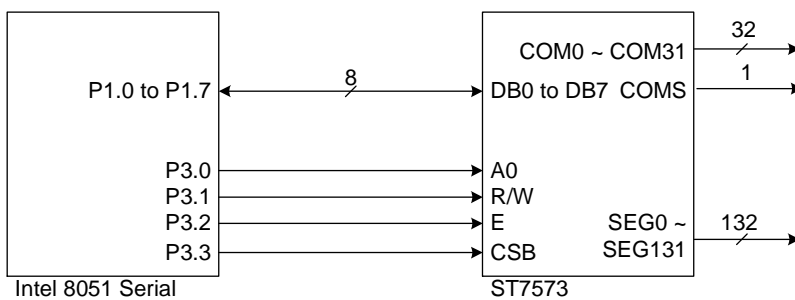 32
COM0 ~ COM31
1
8
P1.0 to P1.7
DB0 to DB7 COMS
P3.0
A0
P3.1
R/W
P3.2
E
SEG0 ~
132
P3.3
CSB
SEG131
Intel 8051 Serial
ST7573